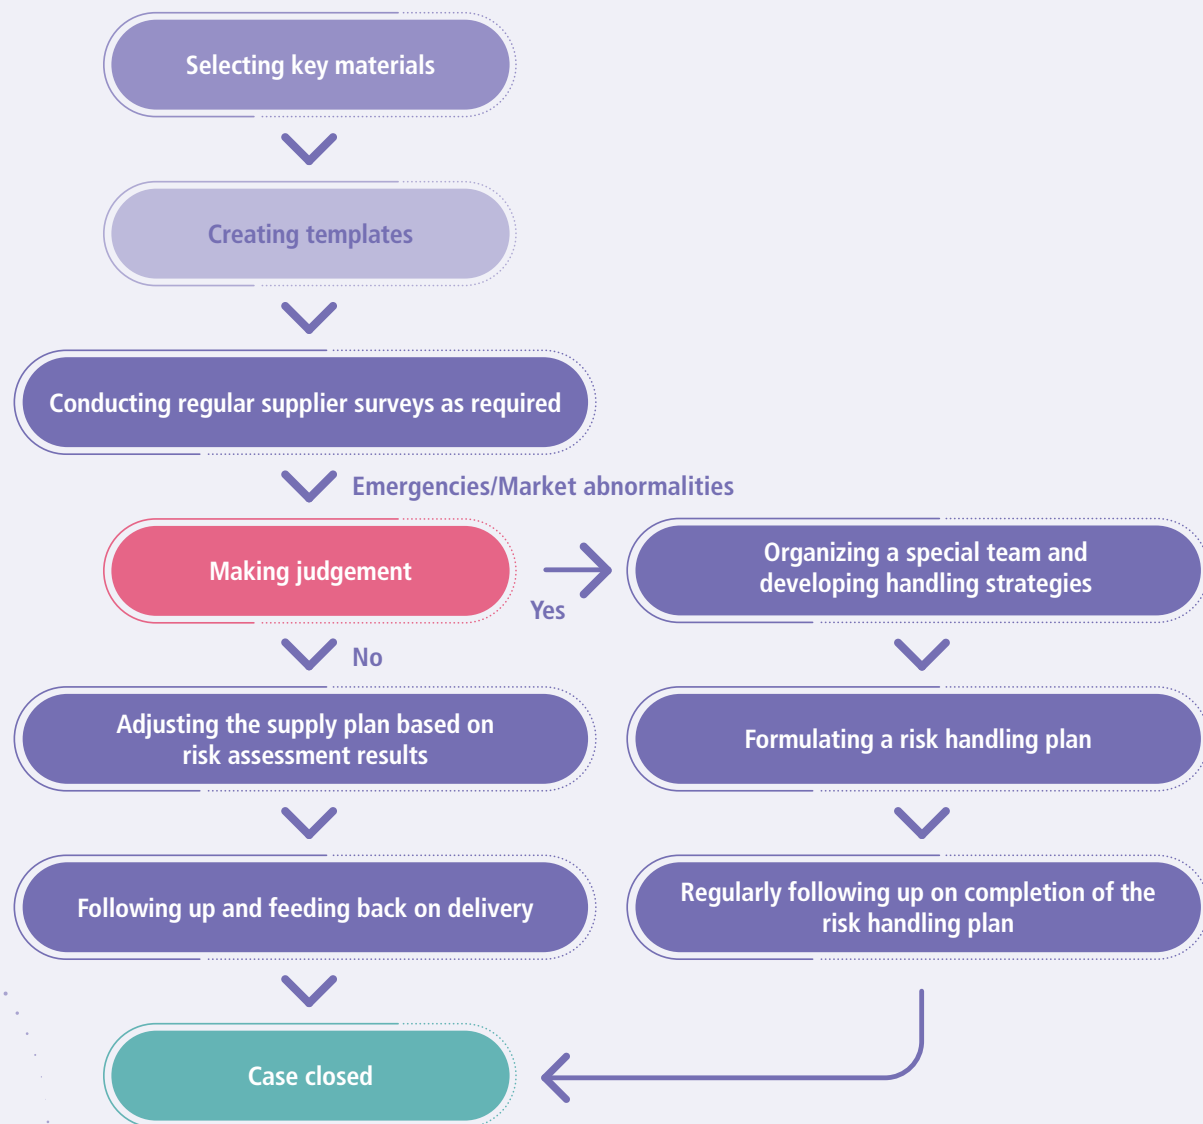 Selecting key materials
Creating templates
Conducting regular supplier surveys as required
Emergencies/Market abnormalities
Making judgement
Yes
Organizing a special team and
developing handling strategies
No
Adjusting the supply plan based on
risk assessment results
Formulating a risk handling plan
Following up and feeding back on delivery
Regularly following up on completion of the
risk handling plan
Case closed